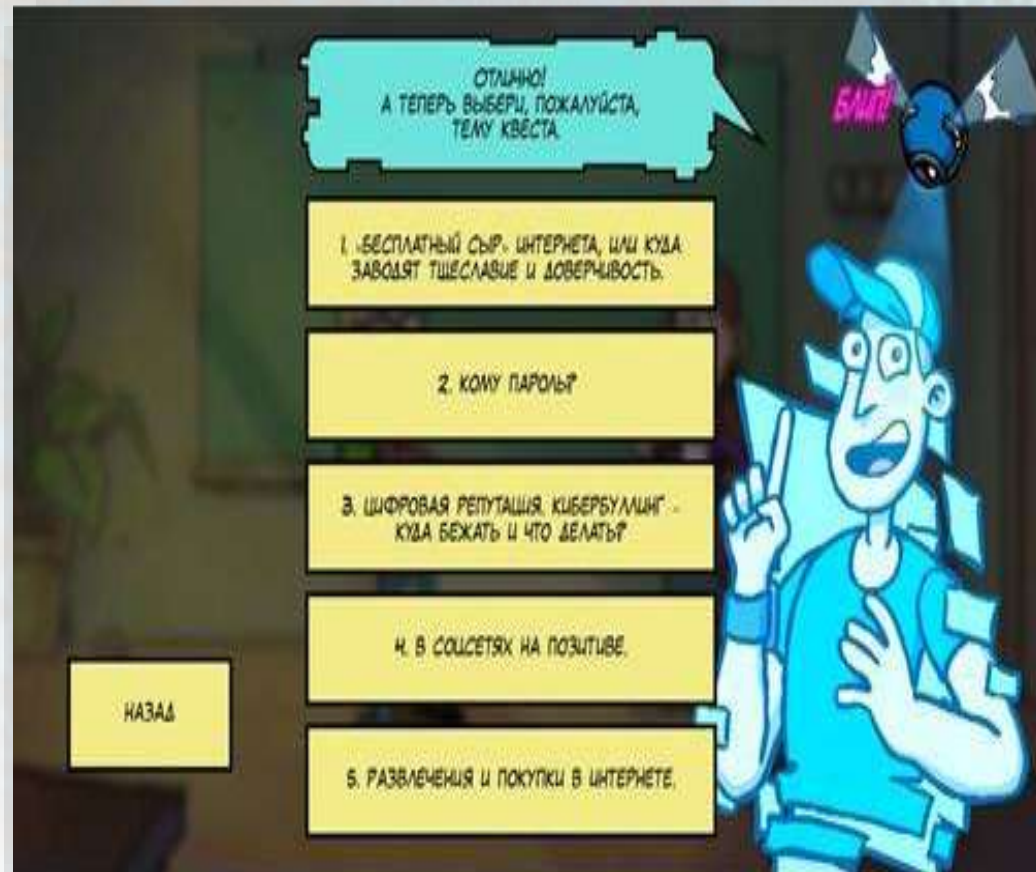 ОТЛИЧНО!
А ТЕПЕРЬ ВЫБЕРИ, ПОЖАЛУЙСТА,
ТЕМУ КВЕСТА.
БЛИП!
1. «БЕСПЛАТНЫЙ СЫР» ИНТЕРНЕТА, ИЛИ КУДА
ЗАВОДЯТ ТЩЕСЛАВИЕ И ДОВЕРЧИВОСТЬ.
2. КОМУ ПАРОЛЬ?
3. ЦИФРОВАЯ РЕПУТАЦИЯ. КИБЕРБУЛЛИНГ -
КУДА БЕЖАТЬ И ЧТО ДЕЛАТЬ?
4. В СОЦСЕТЯХ НА ПОЗИТИВЕ.
5. РАЗВЛЕЧЕНИЯ И ПОКУПКИ В ИНТЕРНЕТЕ.
НАЗАД